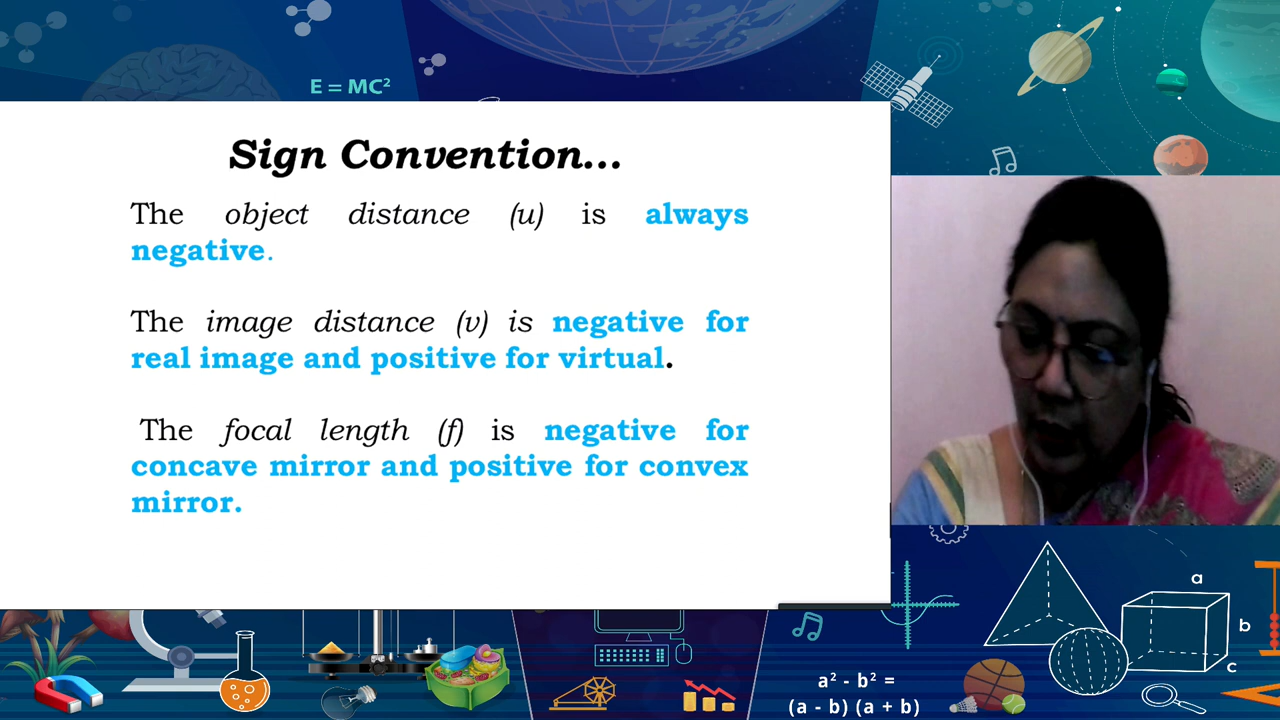 E = MC²
Sign Convention...
The object distance (u) is always
negative.
The image distance (v) is negative for
real image and positive for virtual.
The focal length (f) is negative for
concave mirror and positive for convex
mirror.
a
b
c
a² - b² =
(a - b) (a + b)